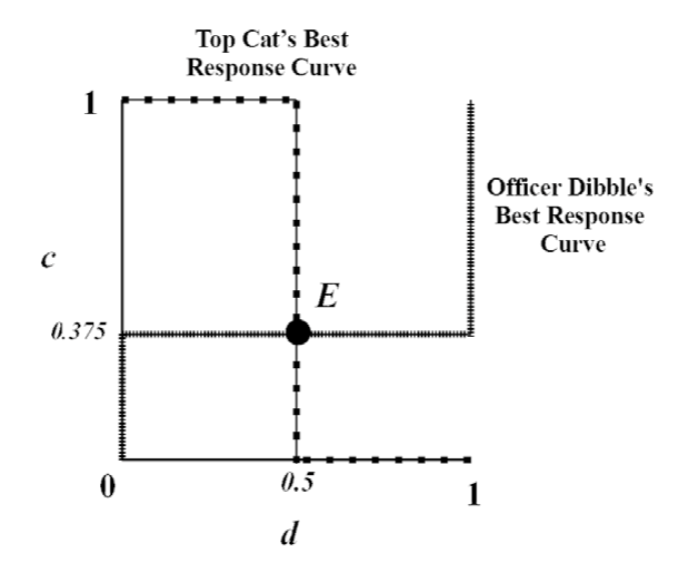 Top Cat’s Best
Response Curve
1
Officer Dibble's
Best Response
Curve
c
E
0.375
0
0.5
1
d